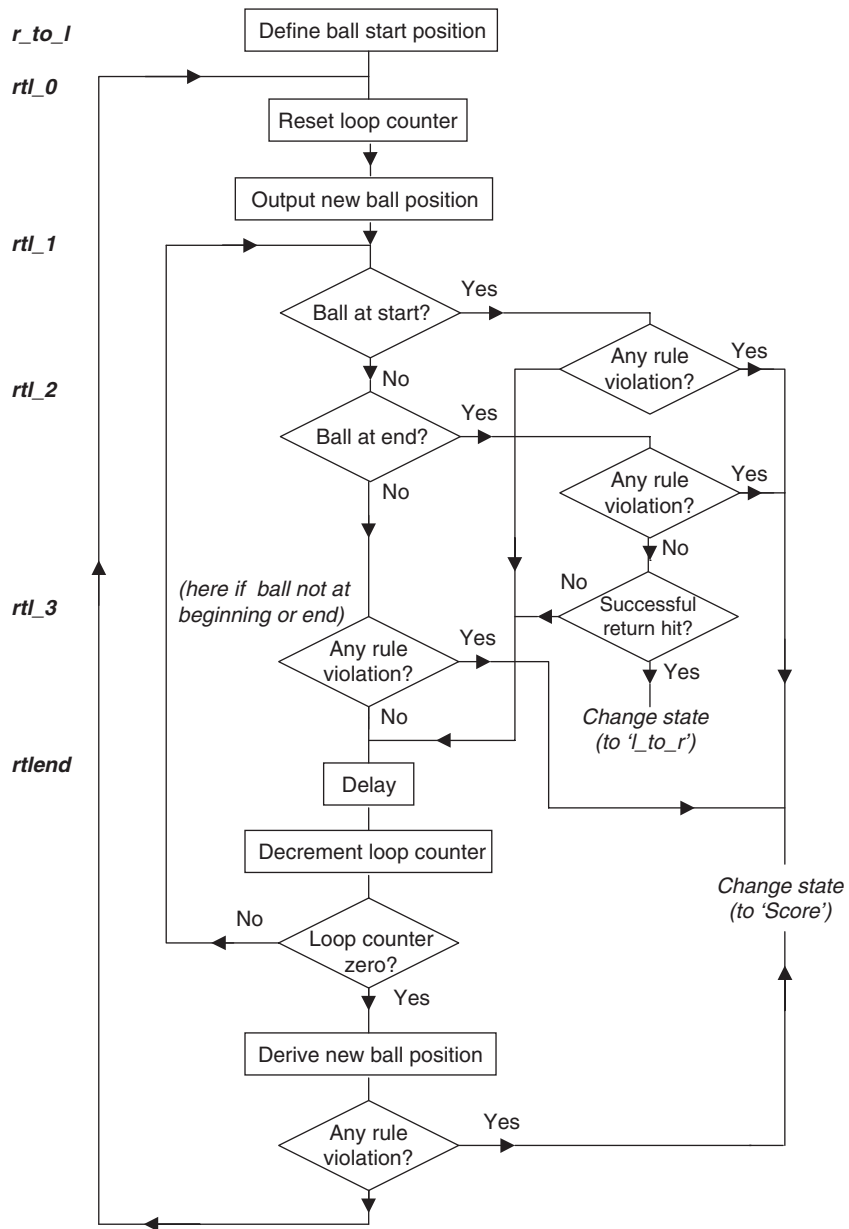 r_to_l
Define ball start position
rtl_0
Reset loop counter
Output new ball position
rtl_1
Ball at start?
Yes
Any rule
violation?
Yes
No
rtl_2
Ball at end?
Yes
Any rule
violation?
Yes
No
No
(here if ball not at
beginning or end)
No
rtl_3
Successful
return hit?
Any rule
violation?
Yes
Yes
No
Change state
(to 'l_to_r')
rtlend
Delay
Decrement loop counter
Change state
(to 'Score')
No
Loop counter
zero?
Yes
Derive new ball position
Any rule
violation?
Yes